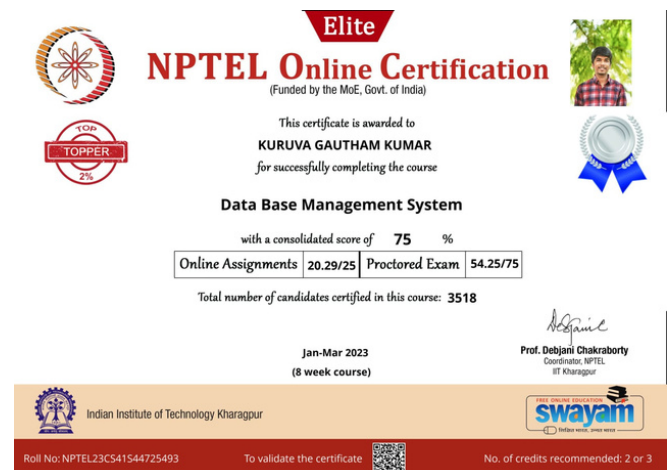 Elite
NPTEL Online Certification
(Funded by the MoE, Govt. of India)
TOP
TOPPER
2%
This certificate is awarded to
KURUVA GAUTHAM KUMAR
for successfully completing the course
Data Base Management System
with a consolidated score of 75 %
Online Assignments 20.29/25 Proctored Exam 54.25/75
Total number of candidates certified in this course: 3518
Jan-Mar 2023
(8 week course)
Prof. Debjani Chakraborty
Coordinator, NPTEL
IIT Kharagpur
Indian Institute of Technology Kharagpur
FREE ONLINE EDUCATION
swayam
शिक्षित भारत, उन्नत भारत
Roll No: NPTEL23CS41S44725493 To validate the certificate No. of credits recommended: 2 or 3